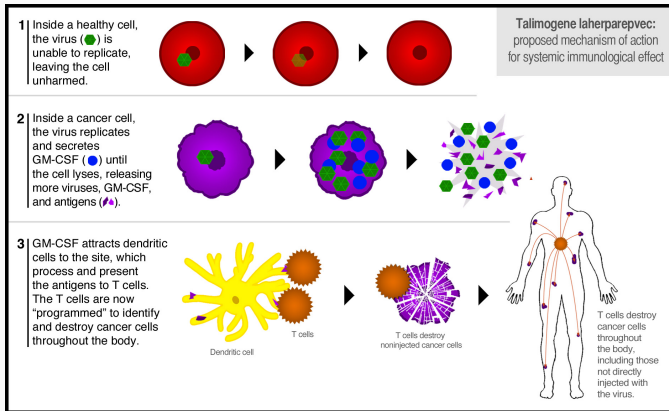 Talimogene laherparepvec:
proposed mechanism of action
for systemic immunological effect
1 Inside a healthy cell,
the virus ( ) is
unable to replicate,
leaving the cell
unharmed.
2 Inside a cancer cell,
the virus replicates
and secretes
GM-CSF ( ) until
the cell lyses, releasing
more viruses, GM-CSF,
and antigens ( ).
3 GM-CSF attracts dendritic
cells to the site, which
process and present
the antigens to T cells.
The T cells are now
“programmed” to identify
and destroy cancer cells
throughout the body.
Dendritic cell
T cells
T cells destroy
noninjected cancer cells
T cells destroy
cancer cells
throughout
the body,
including those
not directly
injected with
the virus.